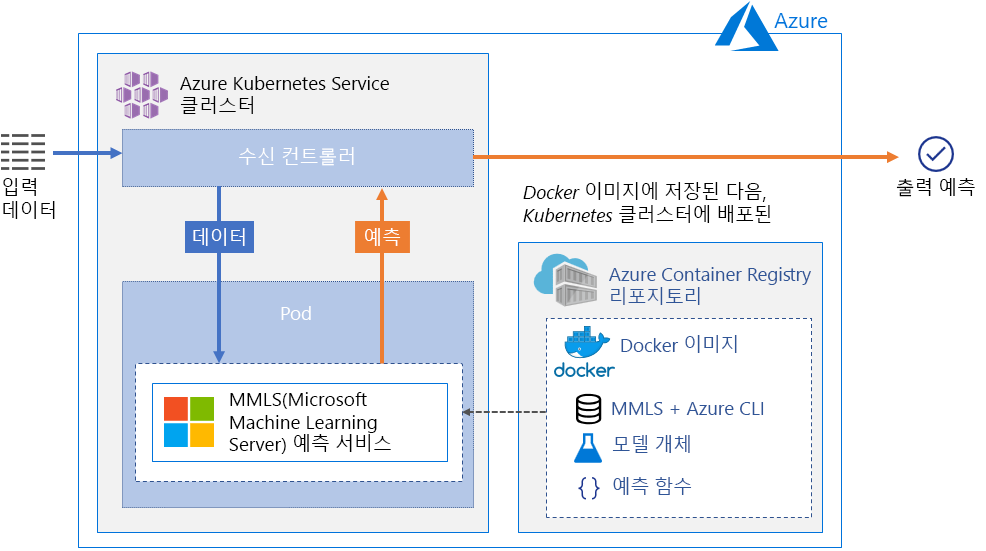 Azure
Azure Kubernetes Service
클러스터
수신 컨트롤러
입력
데이터
출력 예측
Docker 이미지에 저장된 다음,
Kubernetes 클러스터에 배포된
데이터
예측
Pod
MMLS(Microsoft
Machine Learning
Server) 예측 서비스
Azure Container Registry
리포지토리
docker
Docker 이미지
MMLS + Azure CLI
모델 개체
{ } 예측 함수